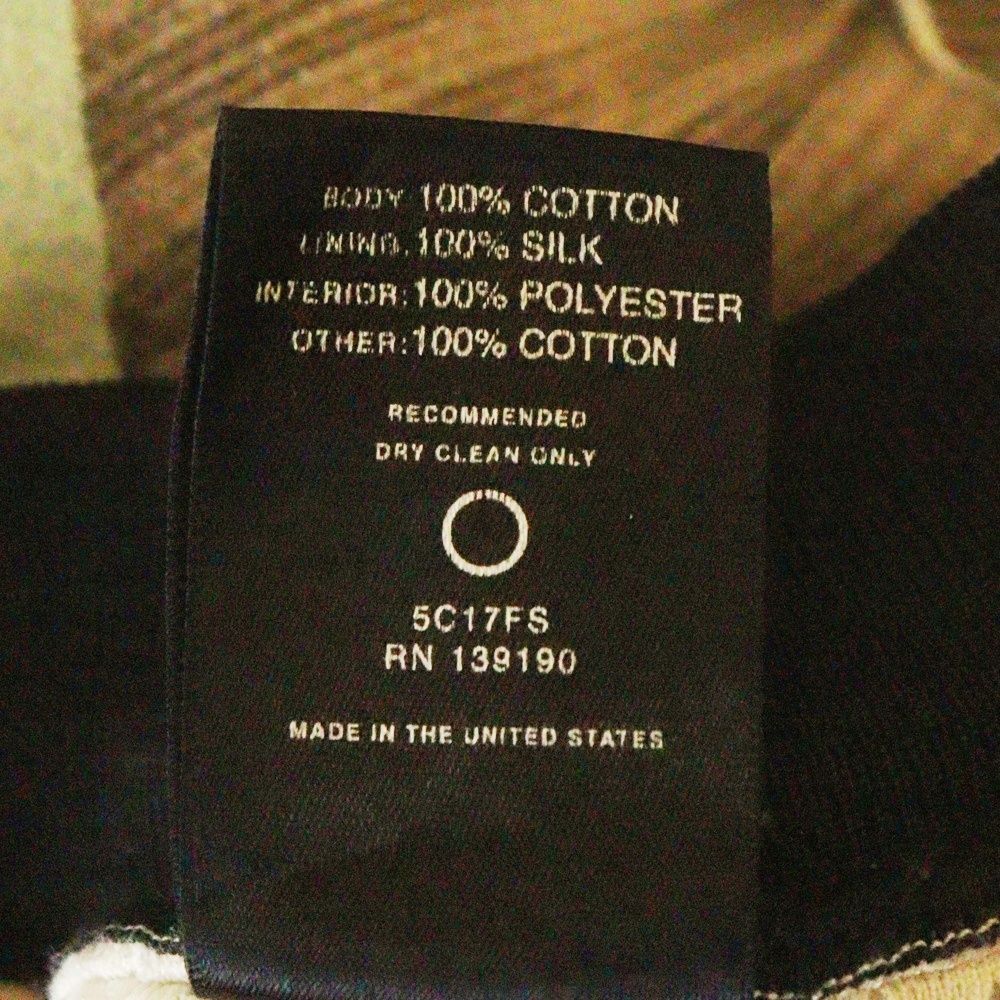 BODY 100% COTTON
LINING: 100% SILK
INTERIOR: 100% POLYESTER
OTHER: 100% COTTON
RECOMMENDED
DRY CLEAN ONLY
5C17FS
RN 139190
MADE IN THE UNITED STATES